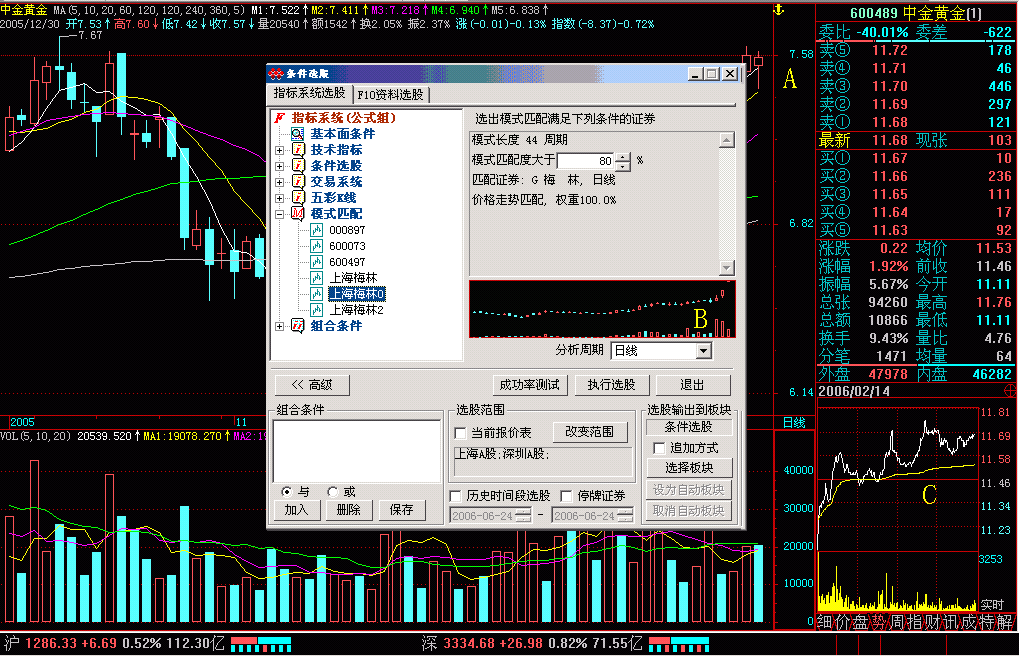 中金黄金 MA(5,10,20,60,120,120,240,360,5) M1:7.522↑M2:7.411↑M3:7.218↑M4:6.940↑M5:6.838↑
2005/12/30 开7.53↑高7.60↓低7.42↓收7.57↓量20540↑额1542↑换2.05% 振2.37% 涨(-0.01)-0.13% 指数(-8.37)-0.72%
7.67
7.58
6.82
6.14
A
条件选股
指标系统选股 F10资料选股
指标系统(公式组)
基本面条件
技术指标
条件选股
交易系统
五彩K线
模式匹配
000897
600073
600497
上海梅林
上海梅林0
上海梅林2
组合条件
选出模式匹配满足下列条件的证券
模式长度 44 周期
模式匹配度大于 80 %
匹配证券: G 梅 林, 日线
价格走势匹配, 权重100.0%
B
分析周期 日线
<< 高级 成功率测试 执行选股 退出
组合条件
与 或
加入 删除 保存
选股范围
当前报价表 改变范围
上海A股;深圳A股;
历史时间段选股 停牌证券
2006-06-24 - 2006-06-24
选股输出到板块
条件选股
追加方式
选择板块
设为自动板块
取消自动板块
2005 11 日线
VOL(5,10,20) 20539.520↑MA1:19078.270↑MA2:19
40000
30000
20000
10000
0
600489 中金黄金(1)
委比 -40.01% 委差 -622
卖⑤ 11.72 178
卖④ 11.71 46
卖③ 11.70 446
卖② 11.69 297
卖① 11.68 121
最新 11.68 现张 103
买① 11.67 10
买② 11.66 236
买③ 11.65 111
买④ 11.64 17
买⑤ 11.63 92
涨跌 0.22 均价 11.53
涨幅 1.92% 前收 11.46
振幅 5.67% 今开 11.11
总张 94260 最高 11.76
总额 10866 最低 11.11
换手 9.43% 量比 4.76
分笔 1471 均量 64
外盘 47978 内盘 46282
2006/02/14
11.81
11.69
11.58
11.46
11.34
11.23
C
3253
实时
细价盘势周指财讯成特解
沪 1286.33 +6.69 0.52% 112.30亿 深 3334.68 +26.98 0.82% 71.55亿